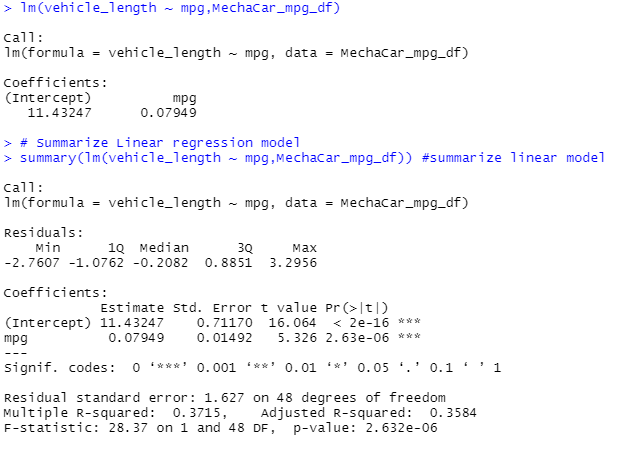 > lm(vehicle_length ~ mpg,MechaCar_mpg_df)
Call:
lm(formula = vehicle_length ~ mpg, data = MechaCar_mpg_df)
Coefficients:
(Intercept)          mpg
   11.43247      0.07949
> # Summarize Linear regression model
> summary(lm(vehicle_length ~ mpg,MechaCar_mpg_df)) #summarize linear model
Call:
lm(formula = vehicle_length ~ mpg, data = MechaCar_mpg_df)
Residuals:
    Min      1Q  Median      3Q     Max
-2.7607 -1.0762 -0.2082  0.8851  3.2956
Coefficients:
            Estimate Std. Error t value Pr(>|t|)
(Intercept) 11.43247    0.71170  16.064  < 2e-16 ***
mpg          0.07949    0.01492   5.326 2.63e-06 ***
---
Signif. codes:  0 ‘***’ 0.001 ‘**’ 0.01 ‘*’ 0.05 ‘.’ 0.1 ‘ ’ 1
Residual standard error: 1.627 on 48 degrees of freedom
Multiple R-squared:  0.3715,    Adjusted R-squared:  0.3584
F-statistic: 28.37 on 1 and 48 DF,  p-value: 2.632e-06